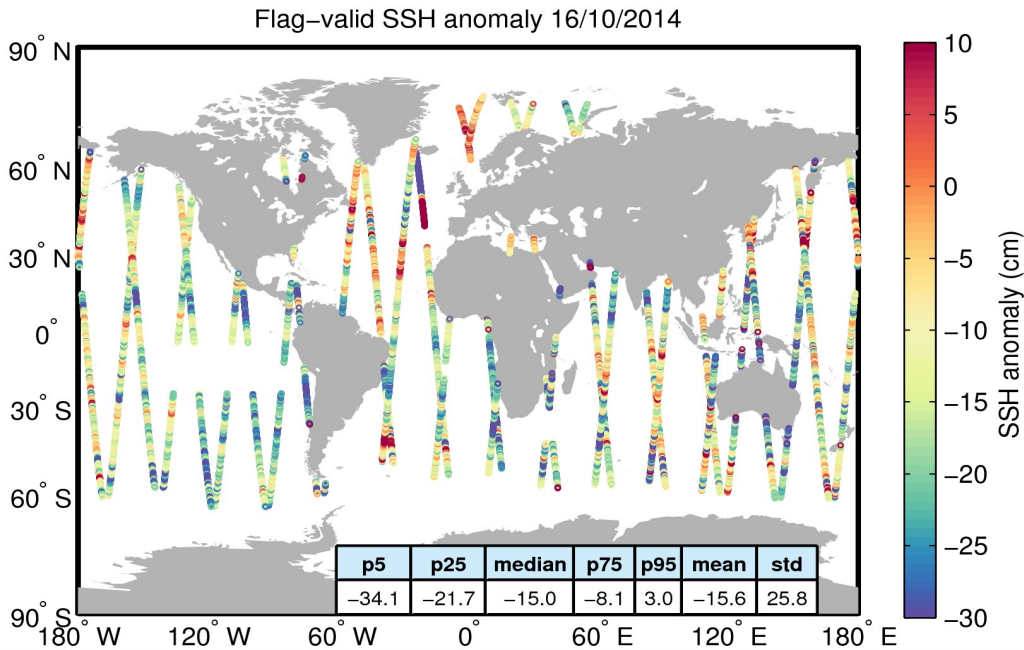 Flag−valid SSH anomaly 16/10/2014
90° N
60° N
30° N
0°
30° S
60° S
90° S
180° W
120° W
60° W
0°
60° E
120° E
180° E
p5 p25 median p75 p95 mean std
−34.1 −21.7 −15.0 −8.1 3.0 −15.6 25.8
10
5
0
−5
−10
−15
−20
−25
−30
SSH anomaly (cm)